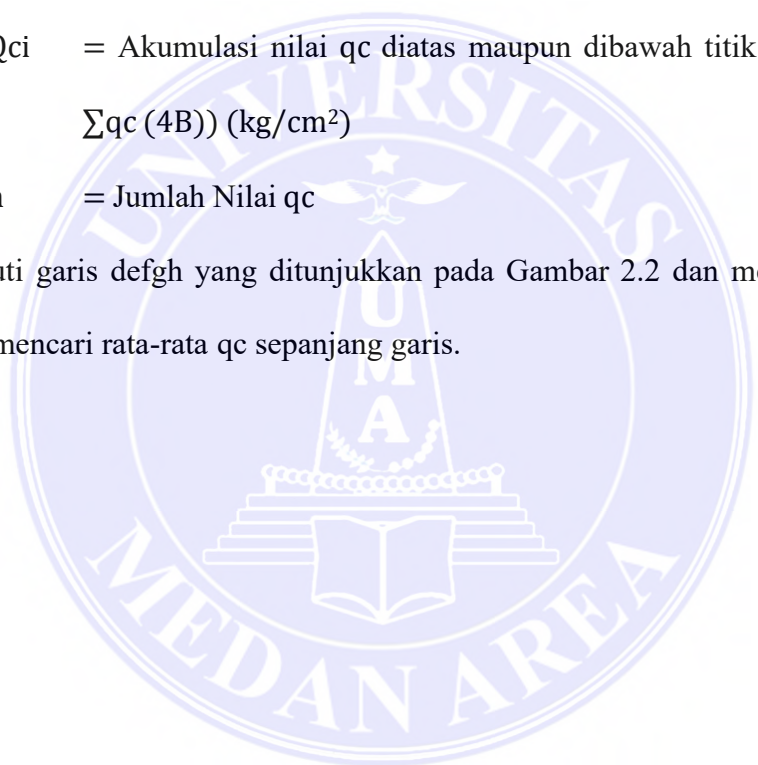 Qci = Akumulasi nilai qc diatas maupun dibawah titik
∑qc (4B)) (kg/cm²)
= Jumlah Nilai qc
garis defgh yang ditunjukkan pada Gambar 2.2 dan
mencari rata-rata qc sepanjang garis.
UNIVERSITAS
UMA
MEDAN AREA